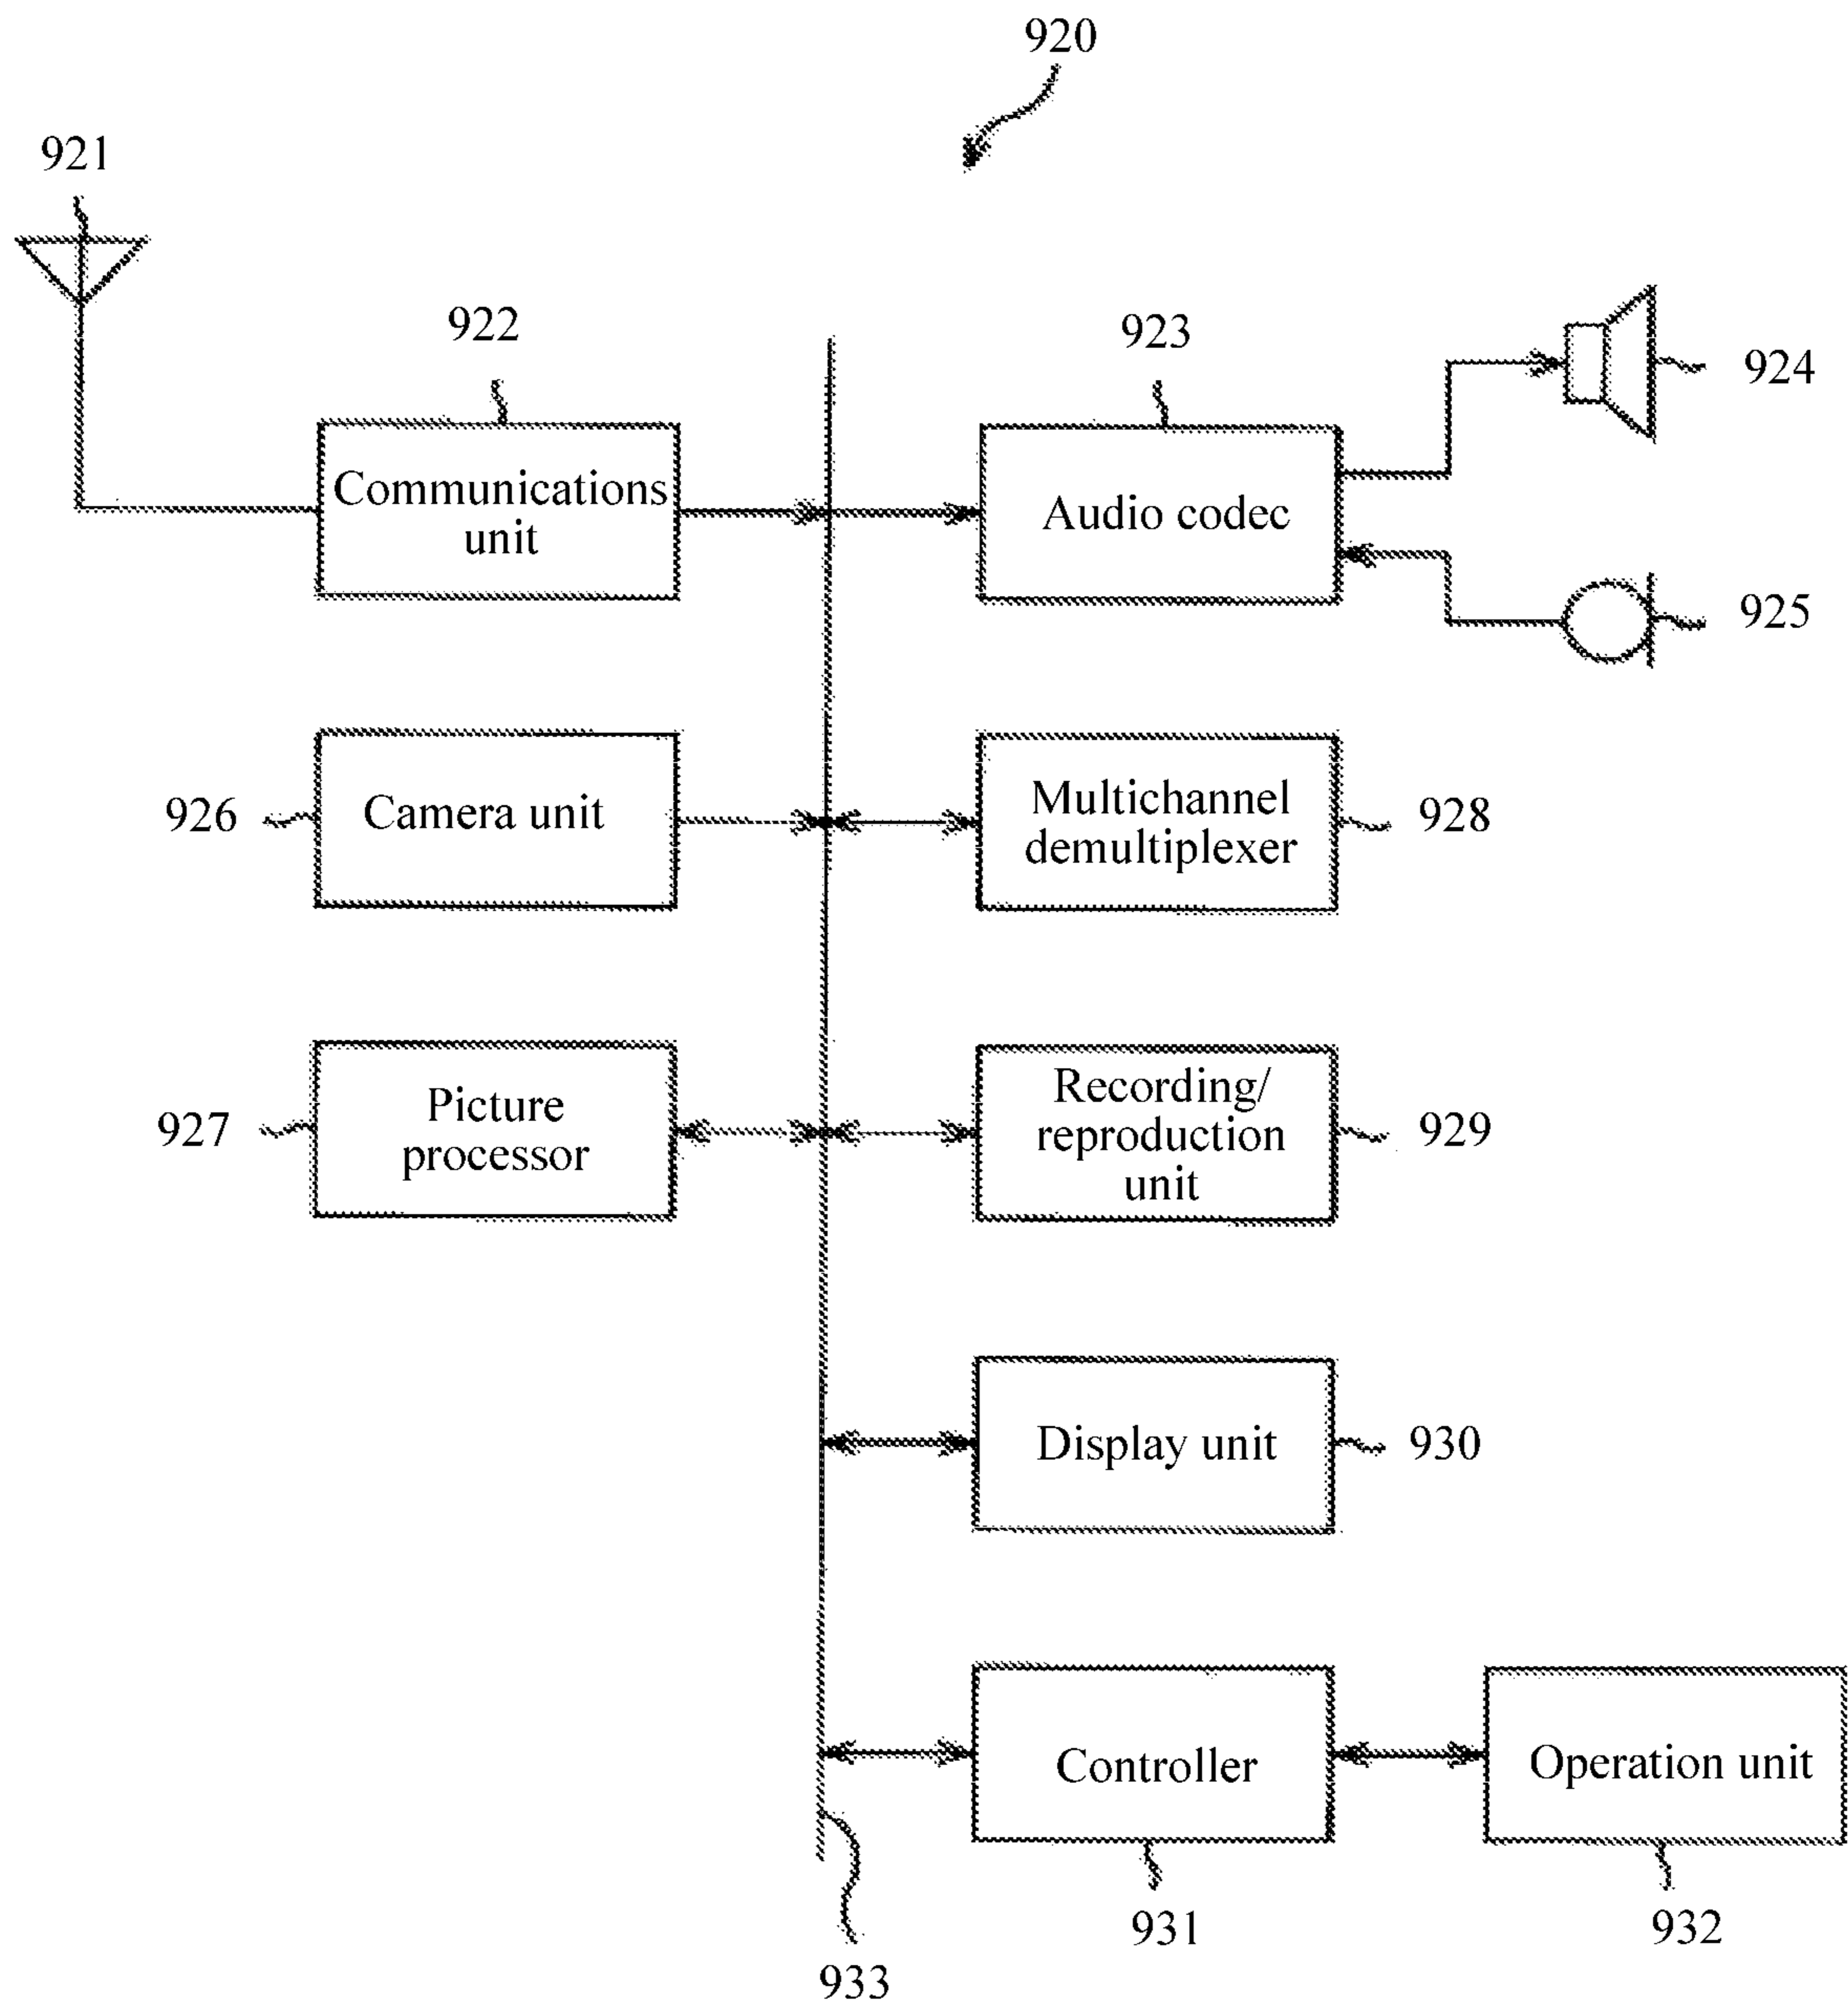 920
921
922
923
924
Communications
unit
Audio codec
925
926
Camera unit
Multichannel
demultiplexer
928
927
Picture
processor
Recording/
reproduction
unit
929
Display unit
930
Controller
Operation unit
931
932
933